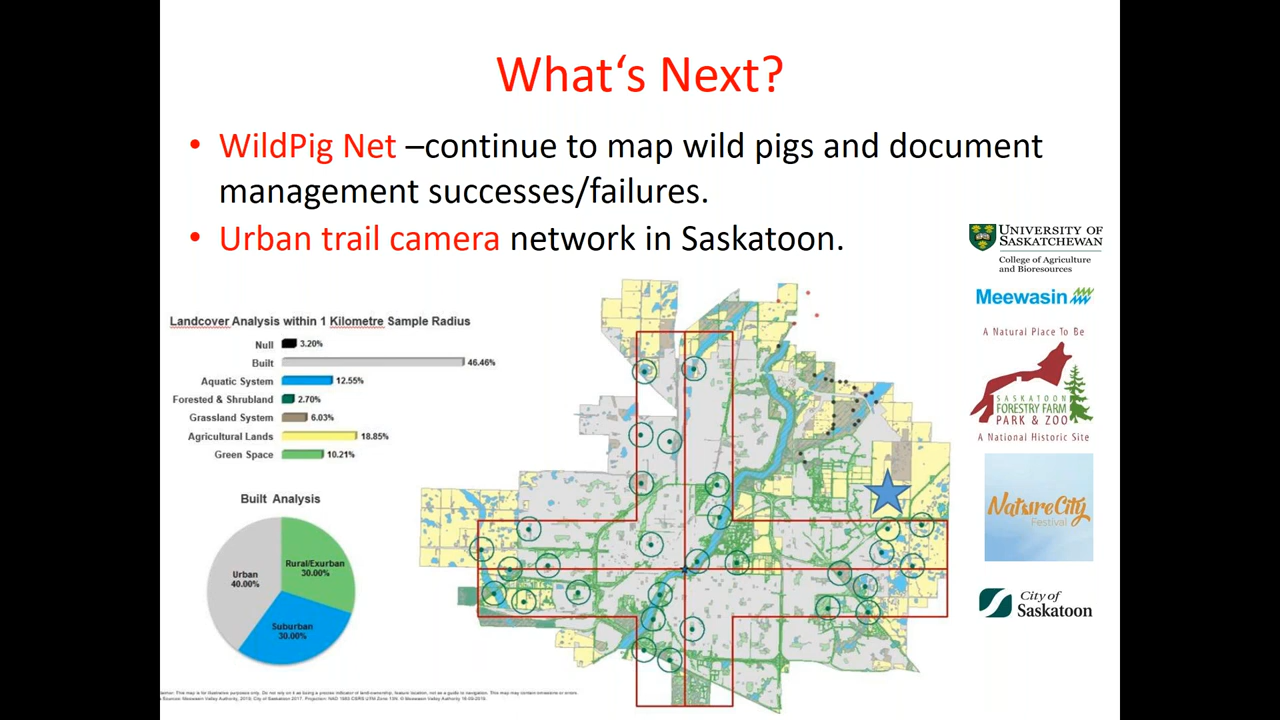 What‘s Next?
• WildPig Net –continue to map wild pigs and document
management successes/failures.
• Urban trail camera network in Saskatoon.
UNIVERSITY OF
SASKATCHEWAN
College of Agriculture
and Bioresources
Meewasin
A Natural Place To Be
SASKATOON
FORESTRY FARM
PARK & ZOO
A National Historic Site
NatureCity
Festival
City of
Saskatoon
Landcover Analysis within 1 Kilometre Sample Radius
Null 3.20%
Built 46.46%
Aquatic System 12.55%
Forested & Shrubland 2.70%
Grassland System 6.03%
Agricultural Lands 18.85%
Green Space 10.21%
Built Analysis
Urban
40.00%
Rural/Exurban
30.00%
Suburban
30.00%